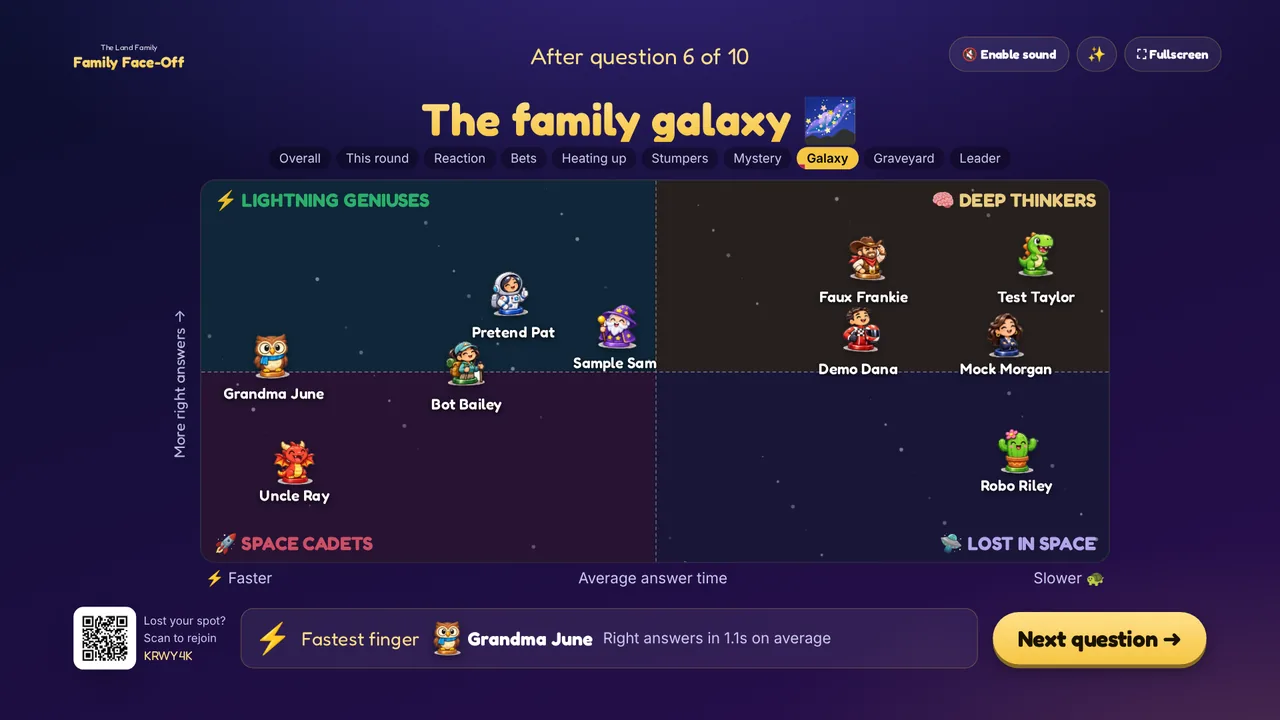 The Land Family
Family Face-Off
After question 6 of 10
Enable sound
Fullscreen
The family galaxy
Overall
This round
Reaction
Bets
Heating up
Stumpers
Mystery
Galaxy
Graveyard
Leader
LIGHTNING GENIUSES
DEEP THINKERS
Faux Frankie
Test Taylor
Pretend Pat
Sample Sam
Demo Dana
Mock Morgan
Grandma June
Bot Bailey
Robo Riley
Uncle Ray
SPACE CADETS
LOST IN SPACE
More right answers →
Faster
Average answer time
Slower
Lost your spot?
Scan to rejoin
KRWY4K
Fastest finger
Grandma June
Right answers in 1.1s on average
Next question →